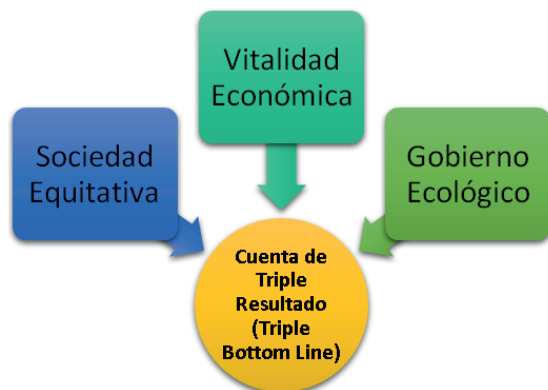 Vitalidad
Económica
Sociedad
Equitativa
Gobierno
Ecológico
Cuenta de
Triple
Resultado
(Triple
Bottom Line)